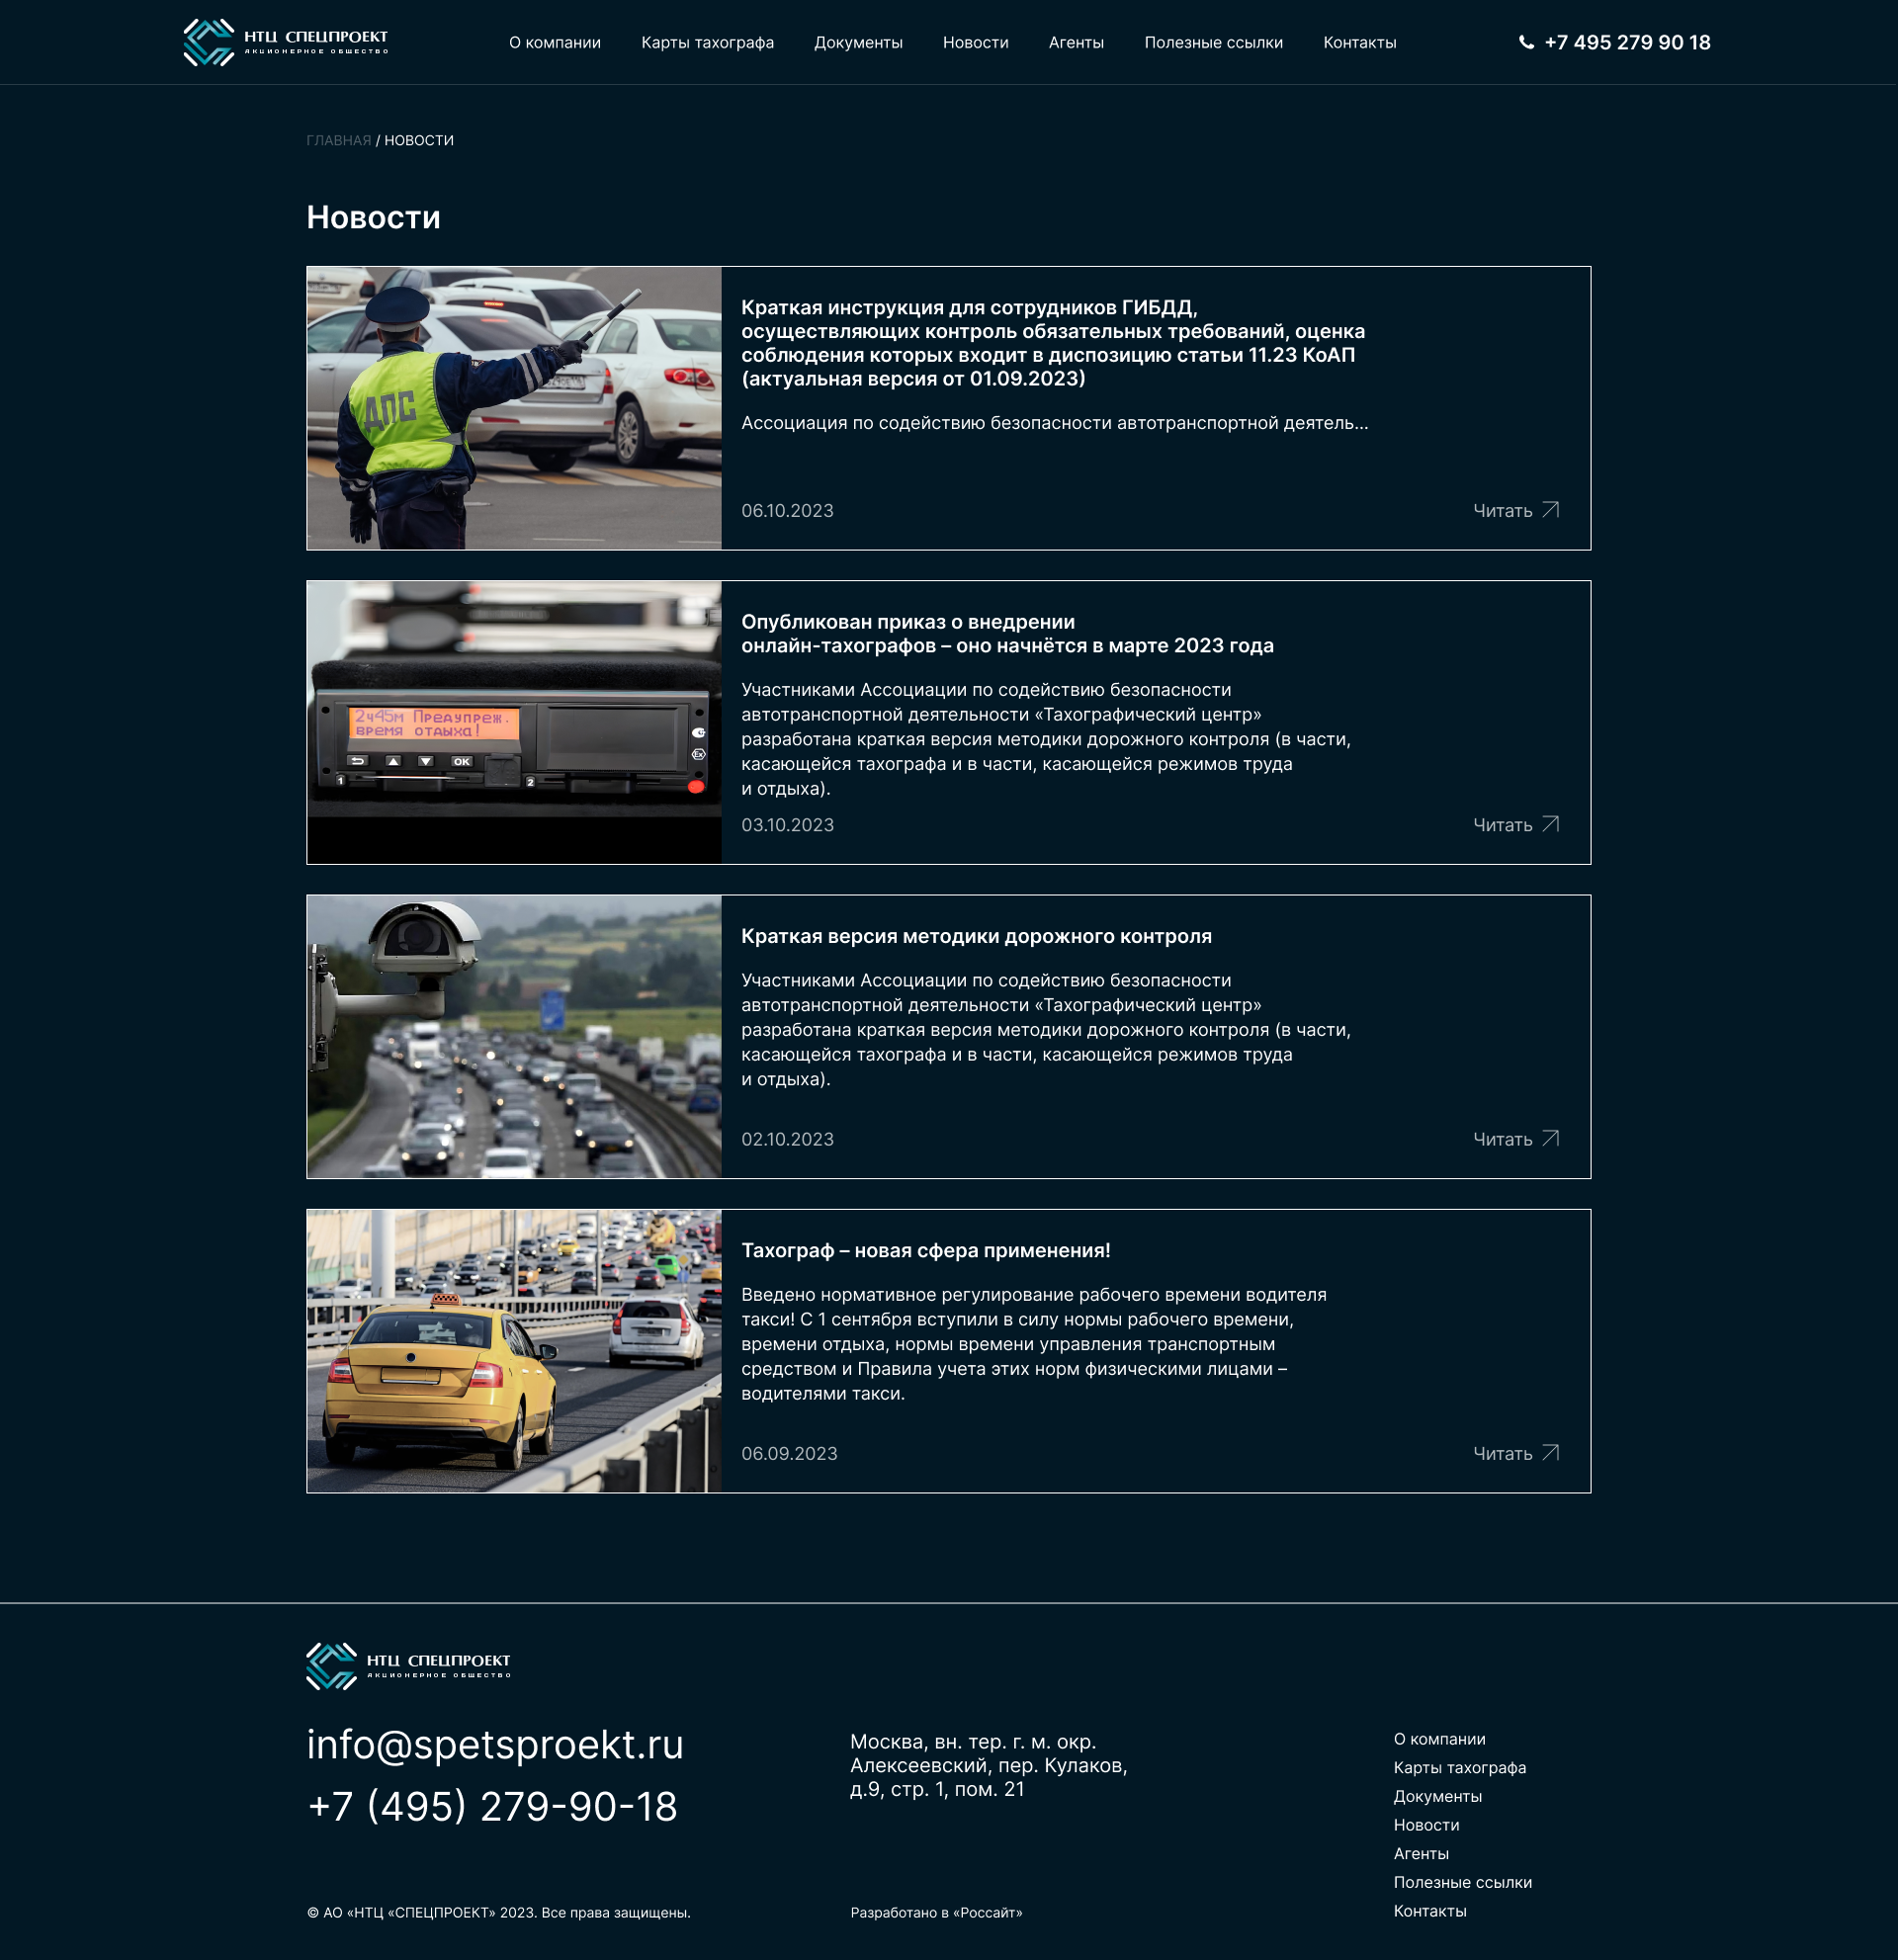 НТЦ СПЕЦПРОЕКТ
АКЦИОНЕРНОЕ ОБЩЕСТВО
О компании
Карты тахографа
Документы
Новости
Агенты
Полезные ссылки
Контакты
+7 495 279 90 18
ГЛАВНАЯ / НОВОСТИ
Новости
ДПС
Краткая инструкция для сотрудников ГИБДД,
осуществляющих контроль обязательных требований, оценка
соблюдения которых входит в диспозицию статьи 11.23 КоАП
(актуальная версия от 01.09.2023)
Ассоциация по содействию безопасности автотранспортной деятель...
06.10.2023
Читать
2ч45м Предупреж.
время отдыха!
OK
Ex
1
2
Опубликован приказ о внедрении
онлайн-тахографов – оно начнётся в марте 2023 года
Участниками Ассоциации по содействию безопасности
автотранспортной деятельности «Тахографический центр»
разработана краткая версия методики дорожного контроля (в части,
касающейся тахографа и в части, касающейся режимов труда
и отдыха).
03.10.2023
Читать
Краткая версия методики дорожного контроля
Участниками Ассоциации по содействию безопасности
автотранспортной деятельности «Тахографический центр»
разработана краткая версия методики дорожного контроля (в части,
касающейся тахографа и в части, касающейся режимов труда
и отдыха).
02.10.2023
Читать
Тахограф – новая сфера применения!
Введено нормативное регулирование рабочего времени водителя
такси! С 1 сентября вступили в силу нормы рабочего времени,
времени отдыха, нормы времени управления транспортным
средством и Правила учета этих норм физическими лицами –
водителями такси.
06.09.2023
Читать
НТЦ СПЕЦПРОЕКТ
АКЦИОНЕРНОЕ ОБЩЕСТВО
info@spetsproekt.ru
+7 (495) 279-90-18
Москва, вн. тер. г. м. окр.
Алексеевский, пер. Кулаков,
д.9, стр. 1, пом. 21
О компании
Карты тахографа
Документы
Новости
Агенты
Полезные ссылки
Контакты
© АО «НТЦ «СПЕЦПРОЕКТ» 2023. Все права защищены.
Разработано в «Россайт»